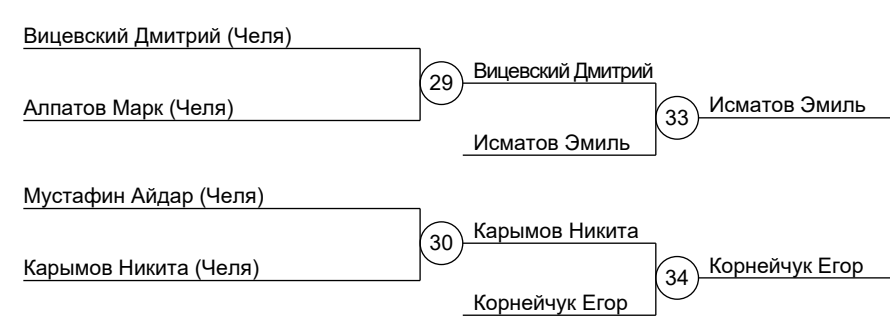 Вицевский Дмитрий (Челя)
29
Вицевский Дмитрий
Алпатов Марк (Челя)
33
Исматов Эмиль
Исматов Эмиль
Мустафин Айдар (Челя)
30
Карымов Никита
Карымов Никита (Челя)
34
Корнейчук Егор
Корнейчук Егор